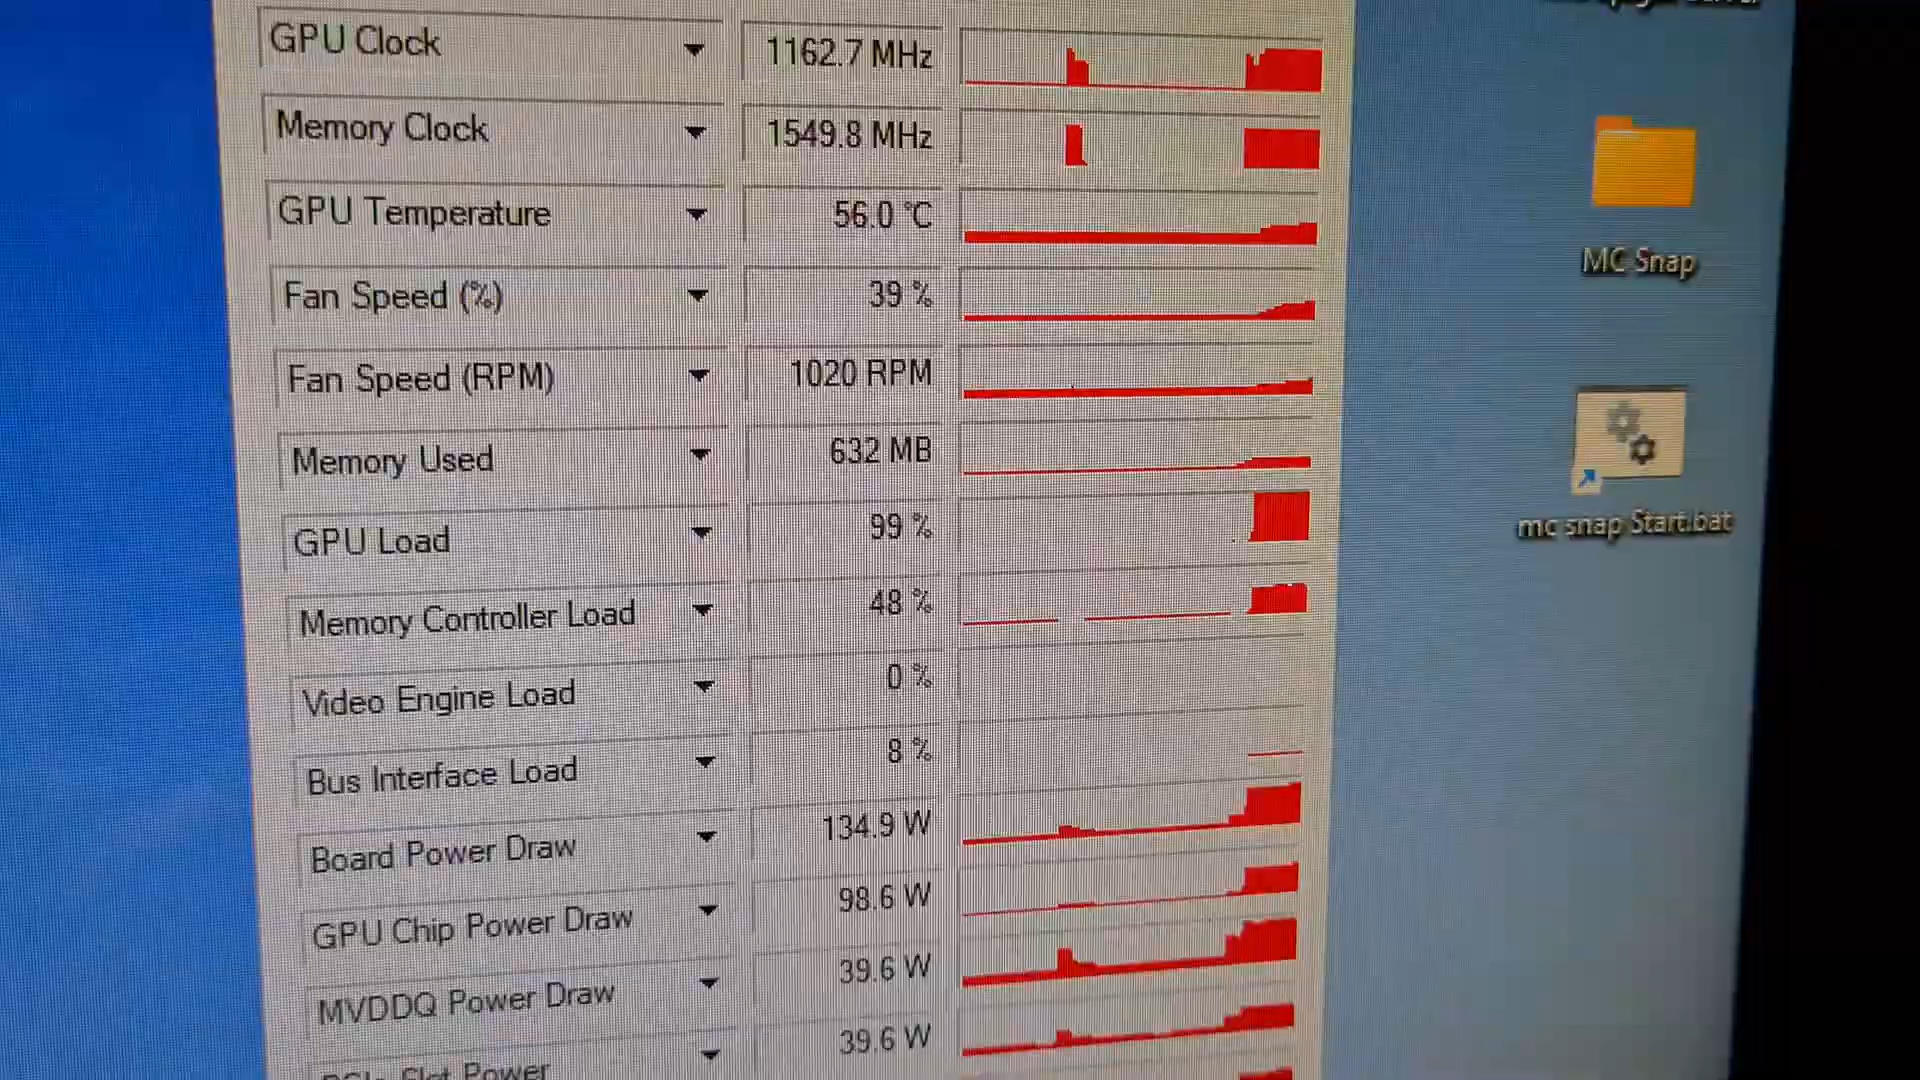 GPU Clock 1162.7 MHz
Memory Clock 1549.8 MHz
GPU Temperature 56.0 °C
Fan Speed (%) 39 %
Fan Speed (RPM) 1020 RPM
Memory Used 632 MB
GPU Load 99 %
Memory Controller Load 48 %
Video Engine Load 0 %
Bus Interface Load 8 %
Board Power Draw 134.9 W
GPU Chip Power Draw 98.6 W
MVDDQ Power Draw 39.6 W
Slot Power 39.6 W
MC Snap
mc snap Start.bat